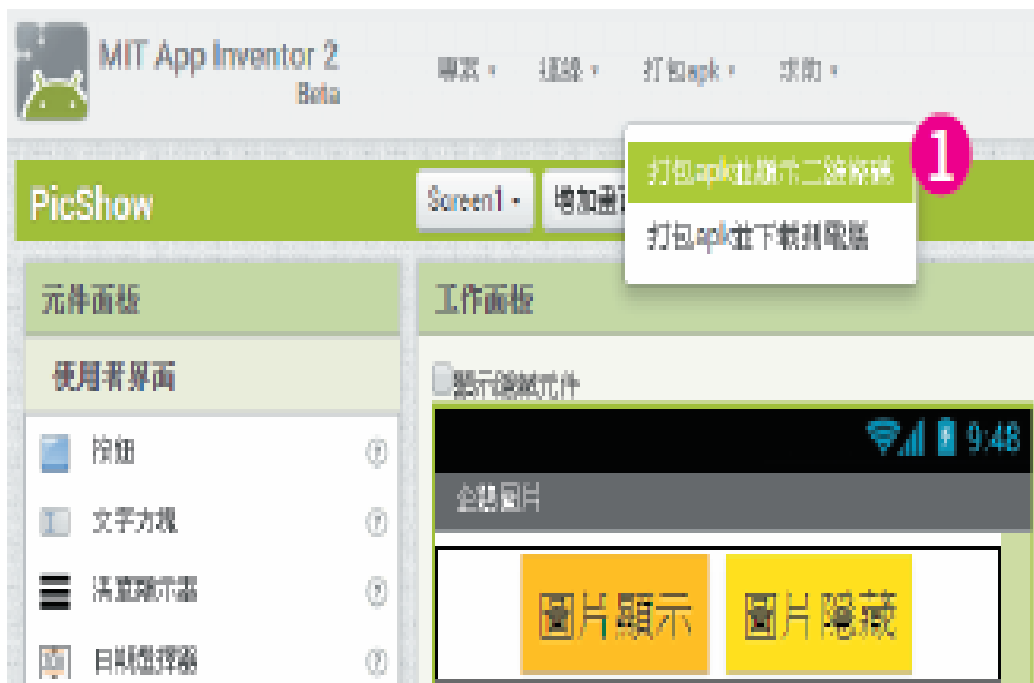 MIT App Inventor 2
Beta
專案 連線 打包apk 求助
打包apk並顯示二維條碼
1
打包apk並下載到電腦
PicShow
Screen1 增加
元件面板
工作面板
使用者界面
顯示隱藏元件
按鈕
文字方塊
清單顯示器
日期選擇器
9:48
企鵝圖片
圖片顯示
圖片隱藏